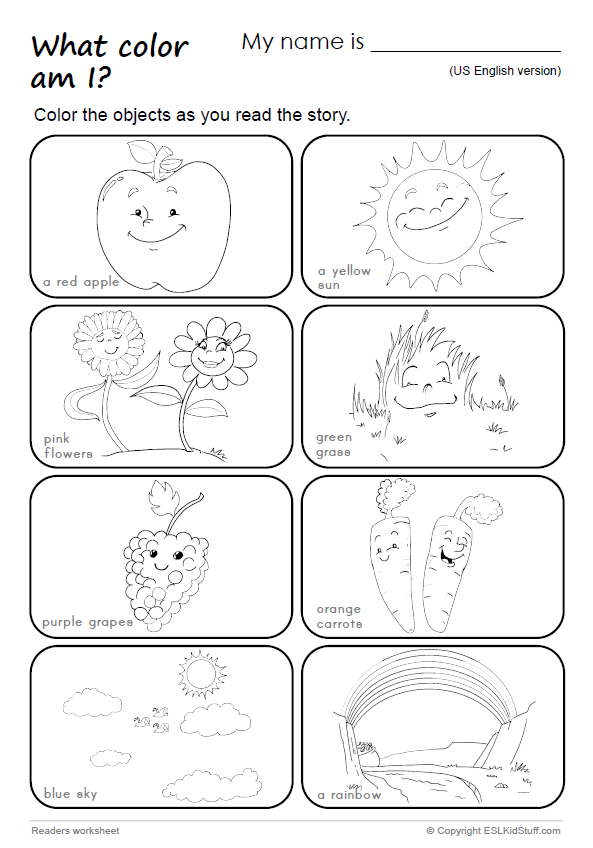 What color
am I?
My name is
(US English version)
Color the objects as you read the story.
a red apple
a yellow
sun
pink
flowers
green
grass
purple grapes
orange
carrots
blue sky
a rainbow
Readers worksheet
© Copyright ESLKidStuff.com